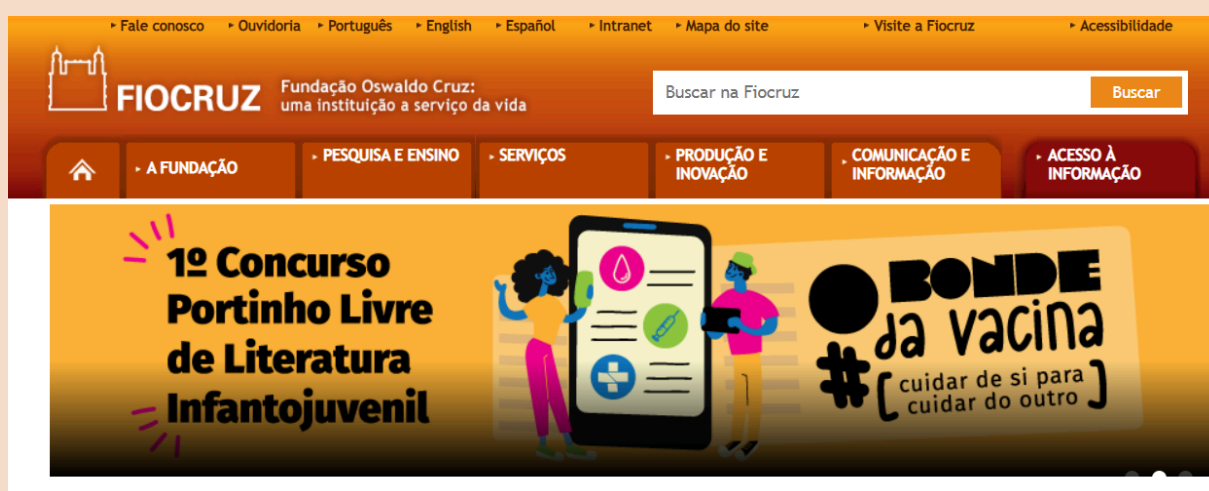 Fale conosco Ouvidoria Português English Español Intranet Mapa do site Visite a Fiocruz Acessibilidade
FIOCRUZ
Fundação Oswaldo Cruz:
uma instituição a serviço da vida
Buscar na Fiocruz Buscar
A FUNDAÇÃO
PESQUISA E ENSINO
SERVIÇOS
PRODUÇÃO E
INOVAÇÃO
COMUNICAÇÃO E
INFORMAÇÃO
ACESSO À
INFORMAÇÃO
1º Concurso
Portinho Livre
de Literatura
Infantojuvenil
O BONDE
#da vacina
[cuidar de si para
cuidar do outro]